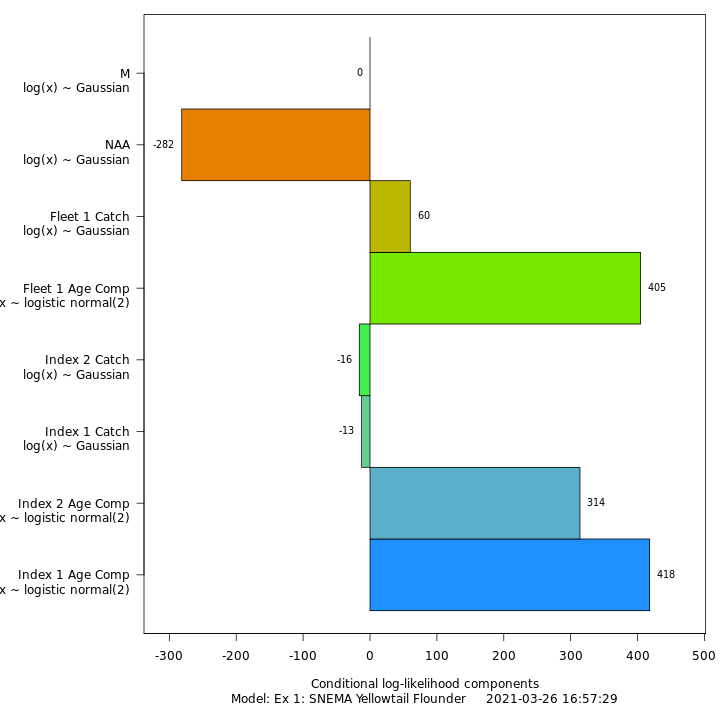 M
log(x) ~ Gaussian
0
NAA
log(x) ~ Gaussian
-282
Fleet 1 Catch
log(x) ~ Gaussian
60
Fleet 1 Age Comp
x ~ logistic normal(2)
405
Index 2 Catch
log(x) ~ Gaussian
-16
Index 1 Catch
log(x) ~ Gaussian
-13
Index 2 Age Comp
x ~ logistic normal(2)
314
Index 1 Age Comp
x ~ logistic normal(2)
418
-300 -200 -100 0 100 200 300 400 500
Conditional log-likelihood components
Model: Ex 1: SNEMA Yellowtail Flounder 2021-03-26 16:57:29